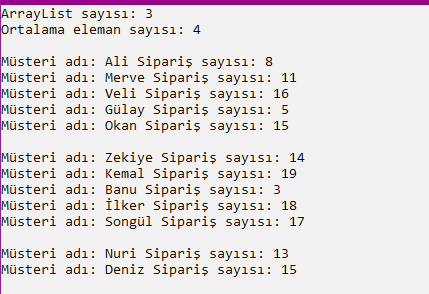 ArrayList sayısı: 3
Ortalama eleman sayısı: 4
Müsteri adı: Ali Sipariş sayısı: 8
Müsteri adı: Merve Sipariş sayısı: 11
Müsteri adı: Veli Sipariş sayısı: 16
Müsteri adı: Gülay Sipariş sayısı: 5
Müsteri adı: Okan Sipariş sayısı: 15
Müsteri adı: Zekiye Sipariş sayısı: 14
Müsteri adı: Kemal Sipariş sayısı: 19
Müsteri adı: Banu Sipariş sayısı: 3
Müsteri adı: İlker Sipariş sayısı: 18
Müsteri adı: Songül Sipariş sayısı: 17
Müsteri adı: Nuri Sipariş sayısı: 13
Müsteri adı: Deniz Sipariş sayısı: 15